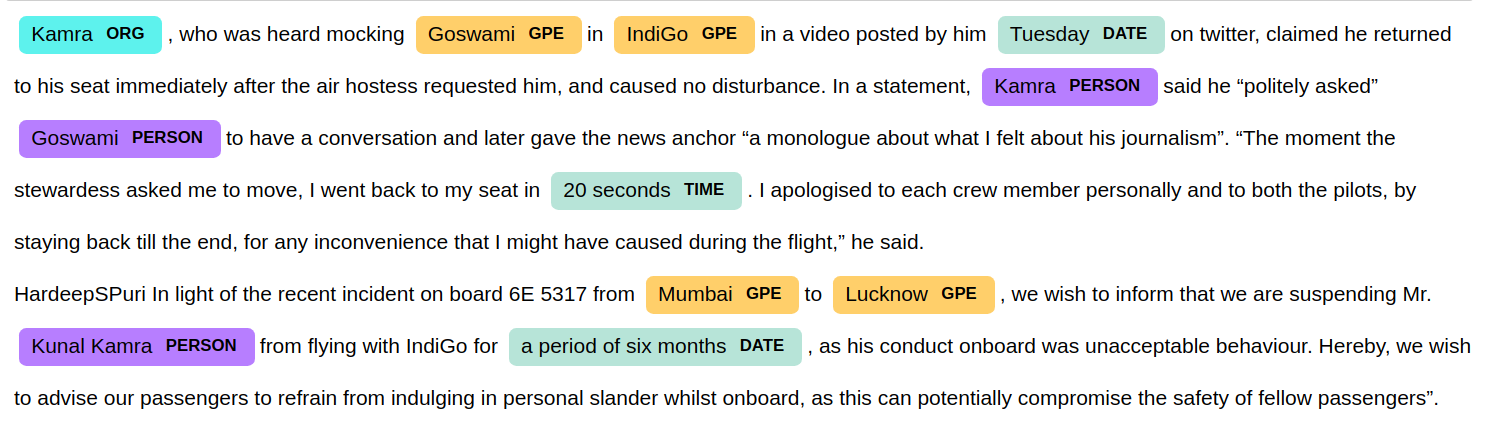 Kamra ORG , who was heard mocking Goswami GPE in IndiGo GPE in a video posted by him Tuesday DATE on twitter, claimed he returned
to his seat immediately after the air hostess requested him, and caused no disturbance. In a statement, Kamra PERSON said he “politely asked”
Goswami PERSON to have a conversation and later gave the news anchor “a monologue about what I felt about his journalism”. “The moment the
stewardess asked me to move, I went back to my seat in 20 seconds TIME . I apologised to each crew member personally and to both the pilots, by
staying back till the end, for any inconvenience that I might have caused during the flight,” he said.
HardeepSPuri In light of the recent incident on board 6E 5317 from Mumbai GPE to Lucknow GPE , we wish to inform that we are suspending Mr.
Kunal Kamra PERSON from flying with IndiGo for a period of six months DATE , as his conduct onboard was unacceptable behaviour. Hereby, we wish
to advise our passengers to refrain from indulging in personal slander whilst onboard, as this can potentially compromise the safety of fellow passengers”.